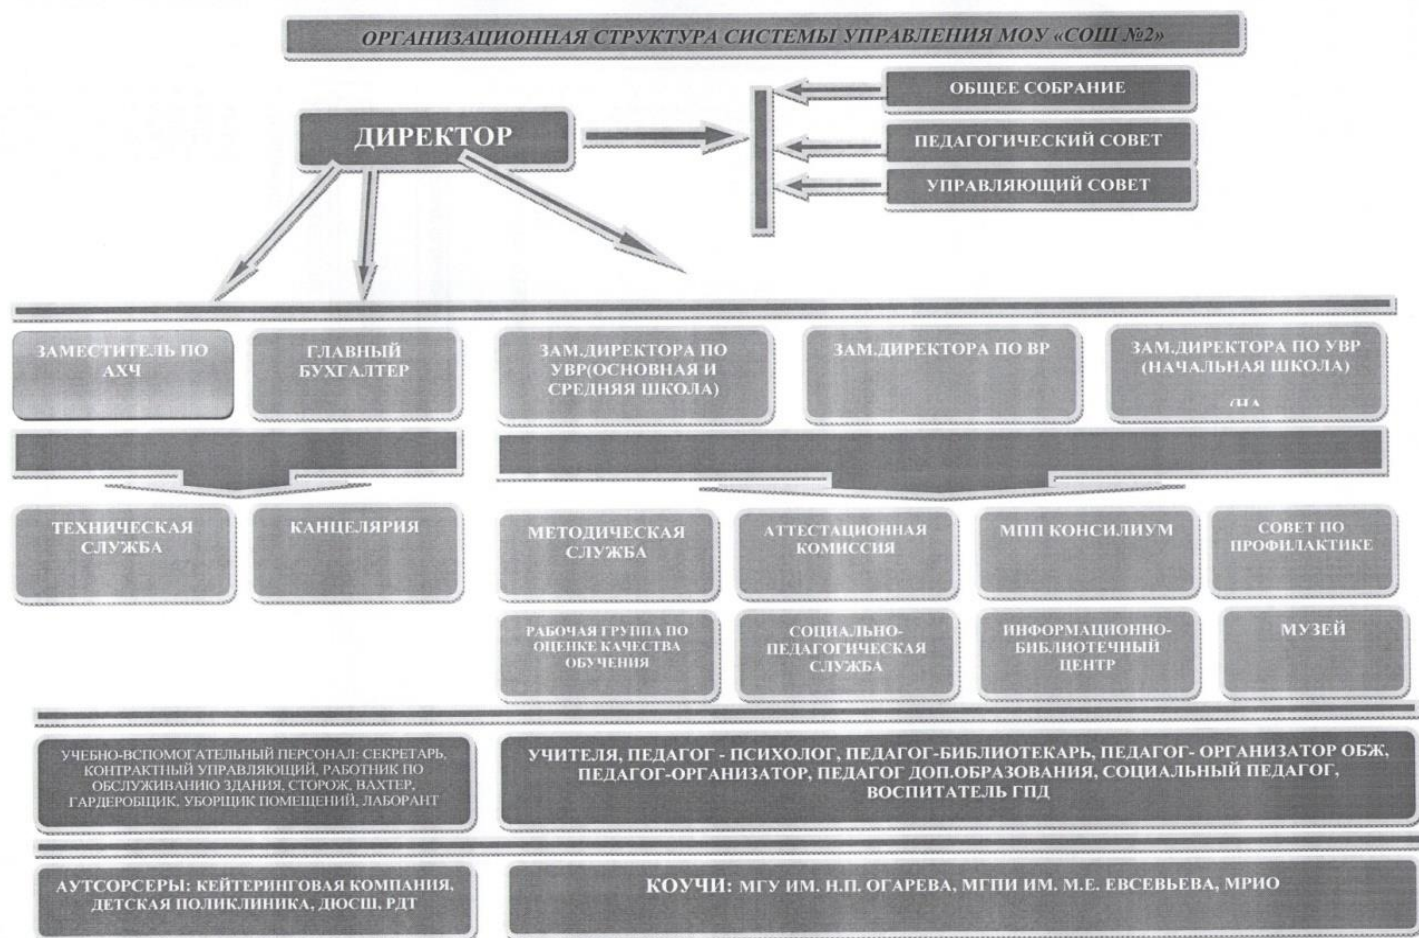 ОРГАНИЗАЦИОННАЯ СТРУКТУРА СИСТЕМЫ УПРАВЛЕНИЯ МОУ «СОШ №2»
ОБЩЕЕ СОБРАНИЕ
ДИРЕКТОР
ПЕДАГОГИЧЕСКИЙ СОВЕТ
УПРАВЛЯЮЩИЙ СОВЕТ
ЗАМЕСТИТЕЛЬ ПО
АХЧ
ГЛАВНЫЙ
БУХГАЛТЕР
ЗАМ.ДИРЕКТОРА ПО
УВР(ОСНОВНАЯ И
СРЕДНЯЯ ШКОЛА)
ЗАМ.ДИРЕКТОРА ПО ВР
ЗАМ.ДИРЕКТОРА ПО УВР
(НАЧАЛЬНАЯ ШКОЛА)
(НА
ТЕХНИЧЕСКАЯ
СЛУЖБА
КАНЦЕЛЯРИЯ
МЕТОДИЧЕСКАЯ
СЛУЖБА
АТТЕСТАЦИОННАЯ
КОМИССИЯ
МПП КОНСИЛИУМ
СОВЕТ ПО
ПРОФИЛАКТИКЕ
РАБОЧАЯ ГРУППА ПО
ОЦЕНКЕ КАЧЕСТВА
ОБУЧЕНИЯ
СОЦИАЛЬНО-
ПЕДАГОГИЧЕСКАЯ
СЛУЖБА
ИНФОРМАЦИОННО-
БИБЛИОТЕЧНЫЙ
ЦЕНТР
МУЗЕЙ
УЧЕБНО-ВСПОМОГАТЕЛЬНЫЙ ПЕРСОНАЛ: СЕКРЕТАРЬ,
КОНТРАКТНЫЙ УПРАВЛЯЮЩИЙ, РАБОТНИК ПО
ОБСЛУЖИВАНИЮ ЗДАНИЯ, СТОРОЖ, ВАХТЕР,
ГАРДЕРОБЩИК, УБОРЩИК ПОМЕЩЕНИЙ, ЛАБОРАНТ
УЧИТЕЛЯ, ПЕДАГОГ - ПСИХОЛОГ, ПЕДАГОГ-БИБЛИОТЕКАРЬ, ПЕДАГОГ- ОРГАНИЗАТОР ОБЖ,
ПЕДАГОГ-ОРГАНИЗАТОР, ПЕДАГОГ ДОП.ОБРАЗОВАНИЯ, СОЦИАЛЬНЫЙ ПЕДАГОГ,
ВОСПИТАТЕЛЬ ГПД
АУТСОРСЕРЫ: КЕЙТЕРИНГОВАЯ КОМПАНИЯ,
ДЕТСКАЯ ПОЛИКЛИНИКА, ДЮСШ, РДТ
КОУЧИ: МГУ ИМ. Н.П. ОГАРЕВА, МГПИ ИМ. М.Е. ЕВСЕВЬЕВА, МРИО